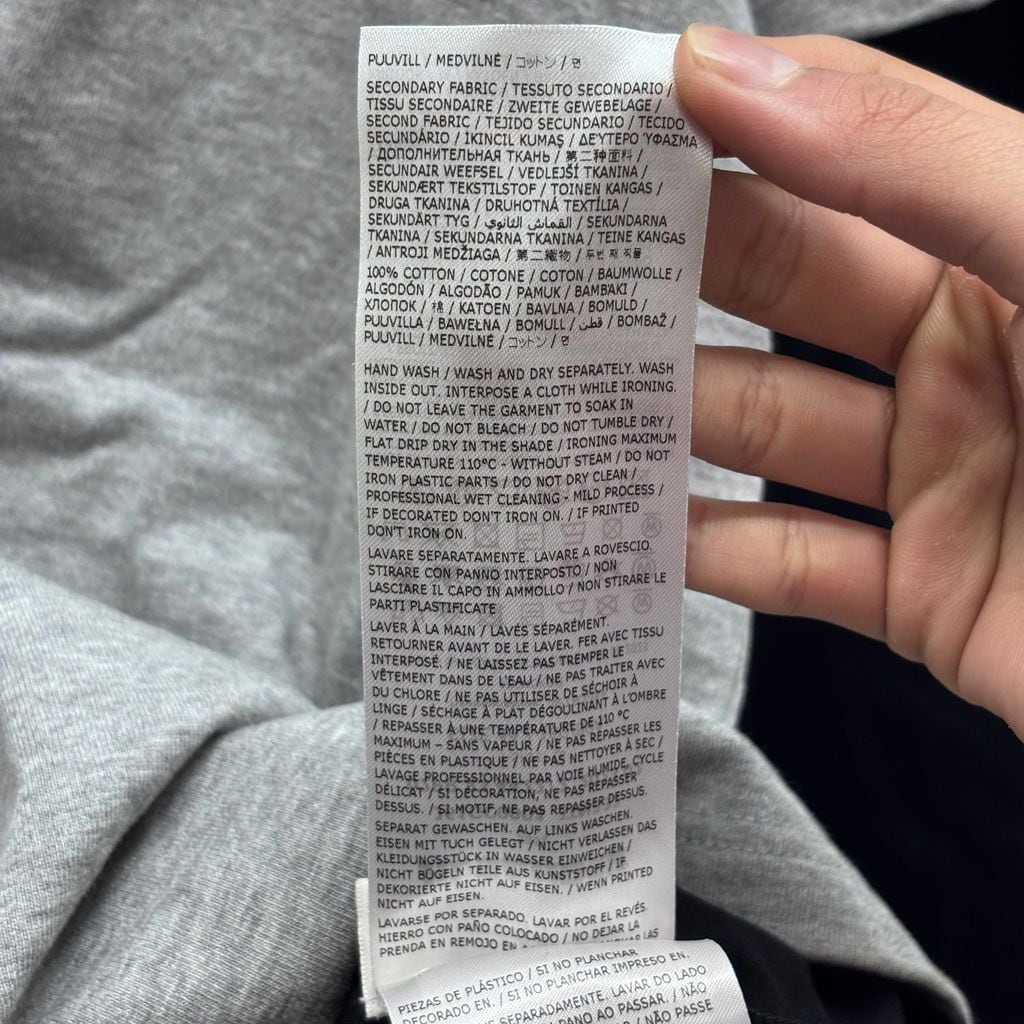 PUUVILL / MEDVILNĖ / コットン / 면
SECONDARY FABRIC / TESSUTO SECONDARIO /
TISSU SECONDAIRE / ZWEITE GEWEBELAGE /
SECOND FABRIC / TEJIDO SECUNDARIO / TECIDO
SECUNDÁRIO / İKINCIL KUMAŞ / ΔΕΎΤΕΡΟ ΎΦΑΣΜΑ
/ ДОПОЛНИТЕЛЬНАЯ ТКАНЬ / 第二种面料 /
SECUNDAIR WEEFSEL / VEDLEJŠÍ TKANINA /
SEKUNDÆRT TEKSTILSTOF / TOINEN KANGAS /
DRUGA TKANINA / DRUHOTNÁ TEXTÍLIA /
SEKUNDÄRT TYG / القماش الثانوي / SEKUNDARNA
TKANINA / SEKUNDARNA TKANINA / TEINE KANGAS
/ ANTROJI MEDŽIAGA / 第二織物 / 두번 째 직물
100% COTTON / COTONE / COTON / BAUMWOLLE /
ALGODÓN / ALGODÃO / PAMUK / ΒΑΜΒΆΚΙ /
ХЛОПОК / 棉 / KATOEN / BAVLNA / BOMULD /
PUUVILLA / BAWEŁNA / BOMULL / قطن / BOMBAŽ /
PUUVILL / MEDVILNĖ / コットン / 면
HAND WASH / WASH AND DRY SEPARATELY. WASH
INSIDE OUT. INTERPOSE A CLOTH WHILE IRONING.
/ DO NOT LEAVE THE GARMENT TO SOAK IN
WATER / DO NOT BLEACH / DO NOT TUMBLE DRY /
FLAT DRIP DRY IN THE SHADE / IRONING MAXIMUM
TEMPERATURE 110°C - WITHOUT STEAM / DO NOT
IRON PLASTIC PARTS / DO NOT DRY CLEAN /
PROFESSIONAL WET CLEANING - MILD PROCESS /
IF DECORATED DON'T IRON ON. / IF PRINTED
DON'T IRON ON.
LAVARE SEPARATAMENTE. LAVARE A ROVESCIO.
STIRARE CON PANNO INTERPOSTO / NON
LASCIARE IL CAPO IN AMMOLLO / NON STIRARE LE
PARTI PLASTIFICATE
LAVER À LA MAIN / LAVÉS SÉPARÉMENT.
RETOURNER AVANT DE LE LAVER. FER AVEC TISSU
INTERPOSÉ. / NE LAISSEZ PAS TREMPER LE
VÊTEMENT DANS DE L'EAU / NE PAS TRAITER AVEC
DU CHLORE / NE PAS UTILISER DE SÉCHOIR À
LINGE / SÉCHAGE À PLAT DÉGOULINANT À L'OMBRE
/ REPASSER À UNE TEMPÉRATURE DE 110 °C
MAXIMUM – SANS VAPEUR / NE PAS REPASSER LES
PIÈCES EN PLASTIQUE / NE PAS NETTOYER À SEC /
LAVAGE PROFESSIONNEL PAR VOIE HUMIDE, CYCLE
DÉLICAT / SI DÉCORATION, NE PAS REPASSER
DESSUS. / SI MOTIF, NE PAS REPASSER DESSUS.
SEPARAT GEWASCHEN. AUF LINKS WASCHEN.
EISEN MIT TUCH GELEGT / NICHT VERLASSEN DAS
KLEIDUNGSSTÜCK IN WASSER EINWEICHEN /
NICHT BÜGELN TEILE AUS KUNSTSTOFF / IF
DEKORIERTE NICHT AUF EISEN. / WENN PRINTED
NICHT AUF EISEN.
LAVARSE POR SEPARADO. LAVAR POR EL REVÉS.
HIERRO CON PAÑO COLOCADO / NO DEJAR LA
PRENDA EN REMOJO EN LAS
PIEZAS DE PLÁSTICO / SI NO PLANCHAR
DECORADO EN. / SI NO PLANCHAR IMPRESO EN.
SEPARADAMENTE. LAVAR DO LADO
PANO AO PASSAR. / NÃO
NÃO PASSE